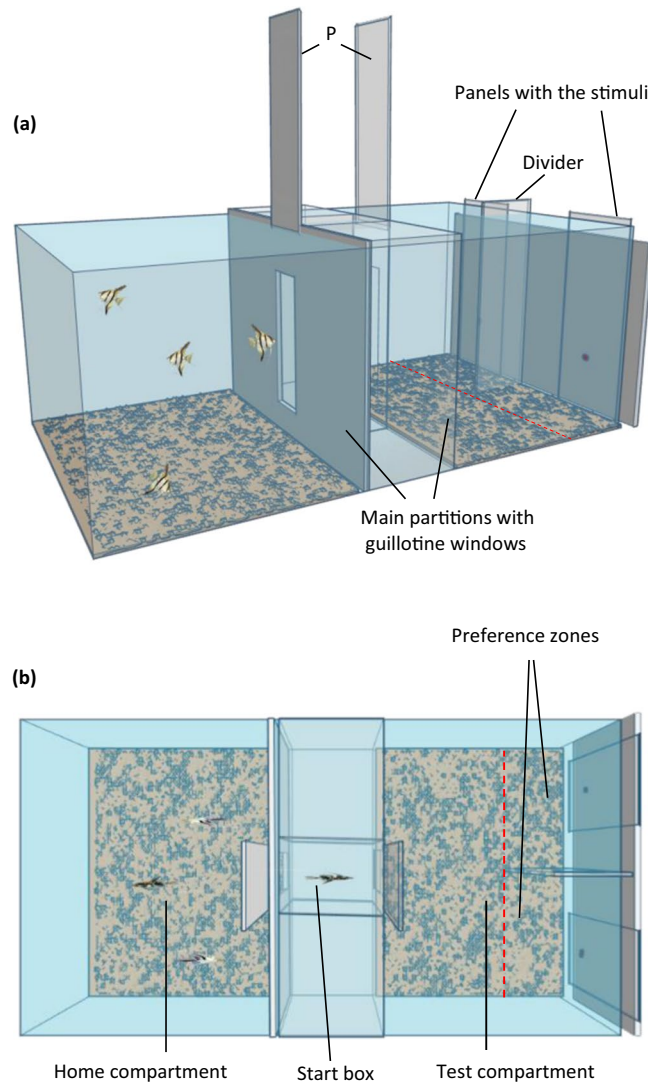 P
Panels with the stimuli
(a)
Divider
Main partitions with
guillotine windows
Preference zones
(b)
Home compartment
Start box
Test compartment